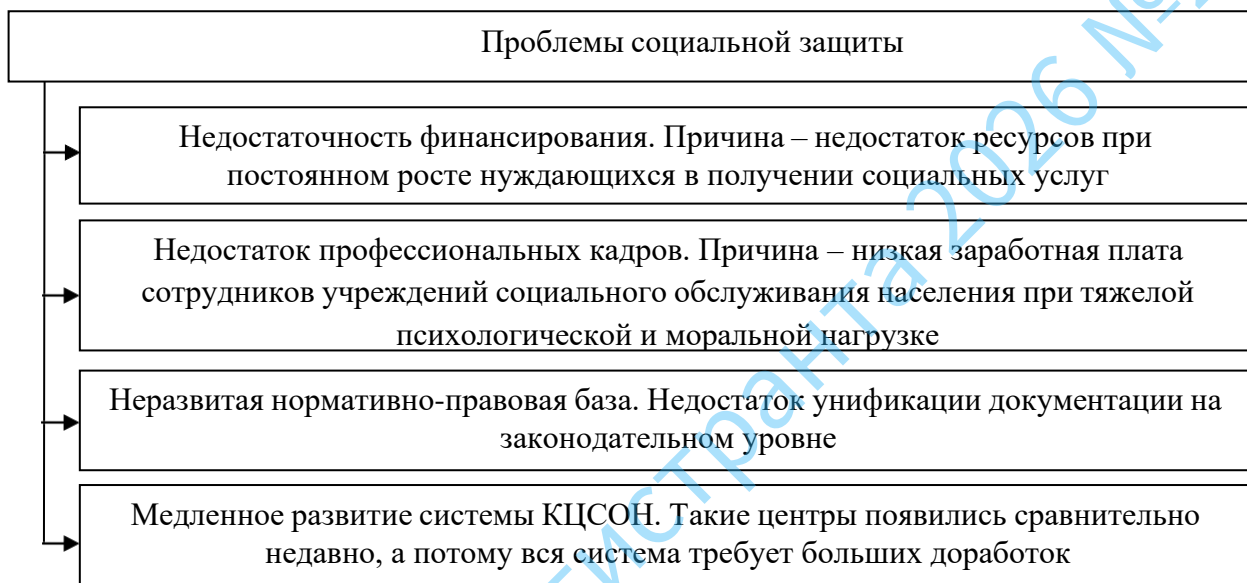 Проблемы социальной защиты
Недостаточность финансирования. Причина – недостаток ресурсов при
постоянном росте нуждающихся в получении социальных услуг
Недостаток профессиональных кадров. Причина – низкая заработная плата
сотрудников учреждений социального обслуживания населения при тяжелой
психологической и моральной нагрузке
Неразвитая нормативно-правовая база. Недостаток унификации документации на
законодательном уровне
Медленное развитие системы КЦСОН. Такие центры появились сравнительно
недавно, а потому вся система требует больших доработок
2026 №